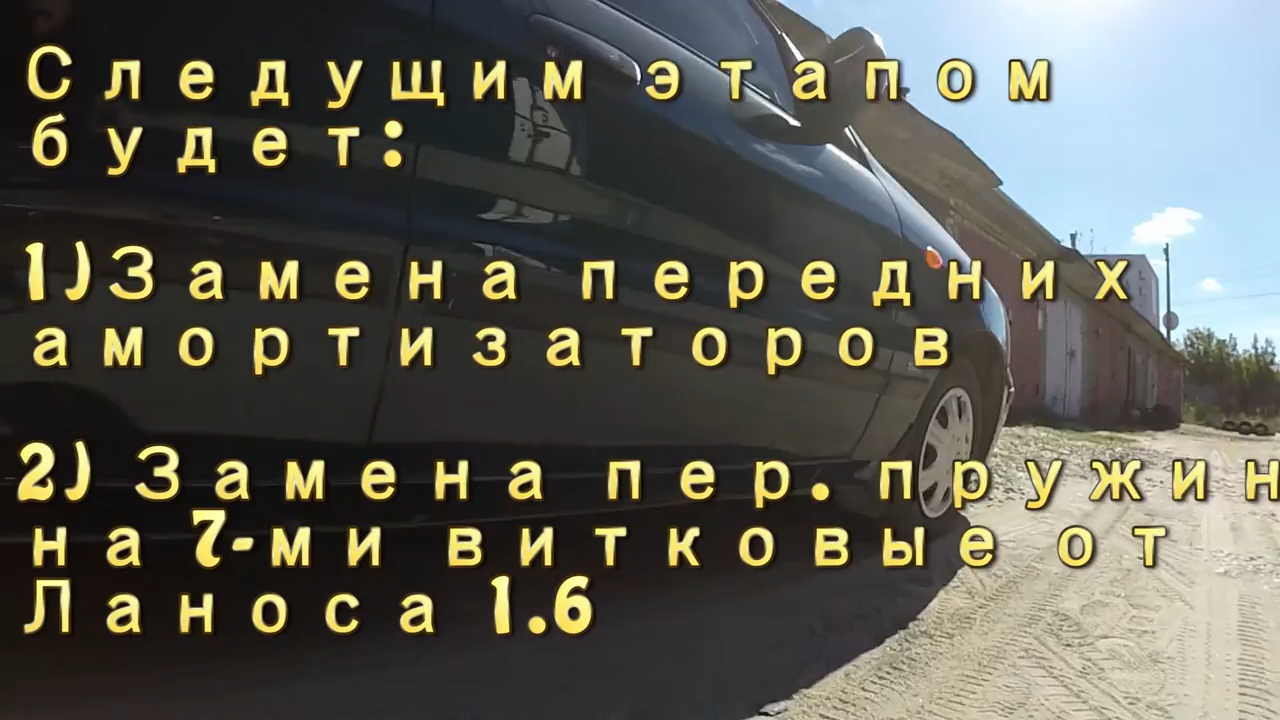 Следущим этапом
будет:
1)Замена передних
амортизаторов
2) Замена пер. пружин
на 7-ми витковые от
Ланоса 1.6